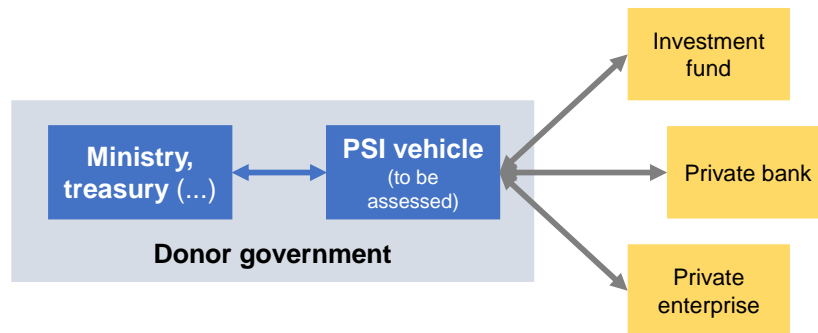 Ministry,
treasury (...)
PSI vehicle
(to be
assessed)
Donor government
Investment
fund
Private bank
Private
enterprise